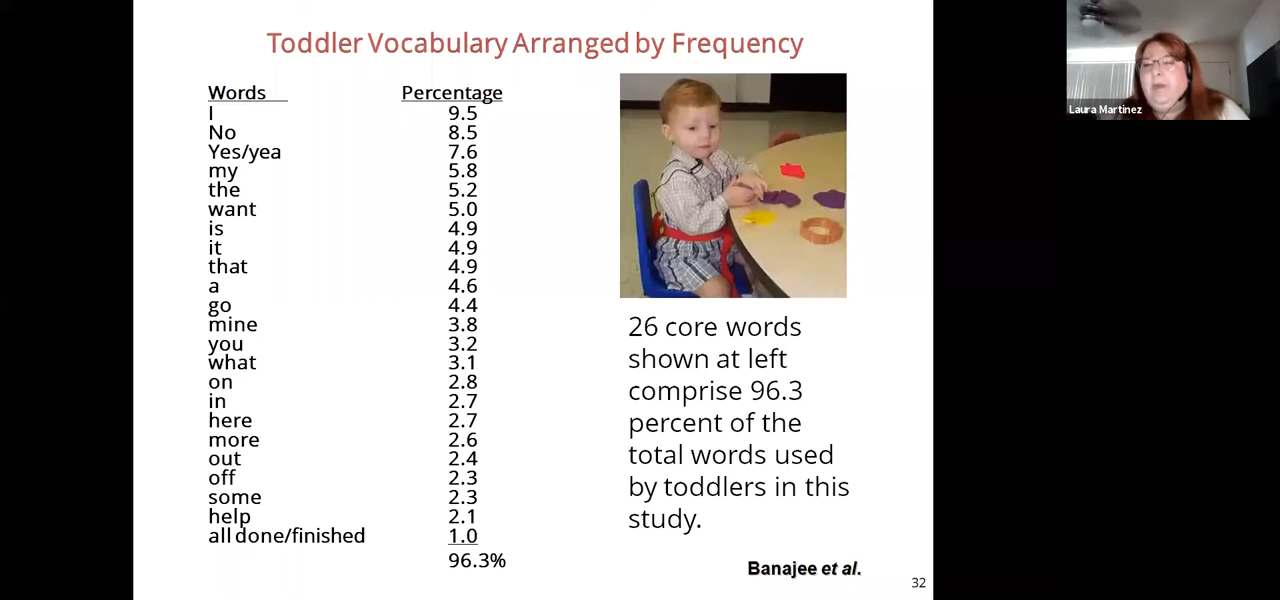 Toddler Vocabulary Arranged by Frequency
Words Percentage
I 9.5
No 8.5
Yes/yea 7.6
my 5.8
the 5.2
want 5.0
is 4.9
it 4.9
that 4.9
a 4.6
go 4.4
mine 3.8
you 3.2
what 3.1
on 2.8
in 2.7
here 2.7
more 2.6
out 2.4
off 2.3
some 2.3
help 2.1
all done/finished 1.0
96.3%
26 core words
shown at left
comprise 96.3
percent of the
total words used
by toddlers in this
study.
Banajee et al.
32
Laura Martinez